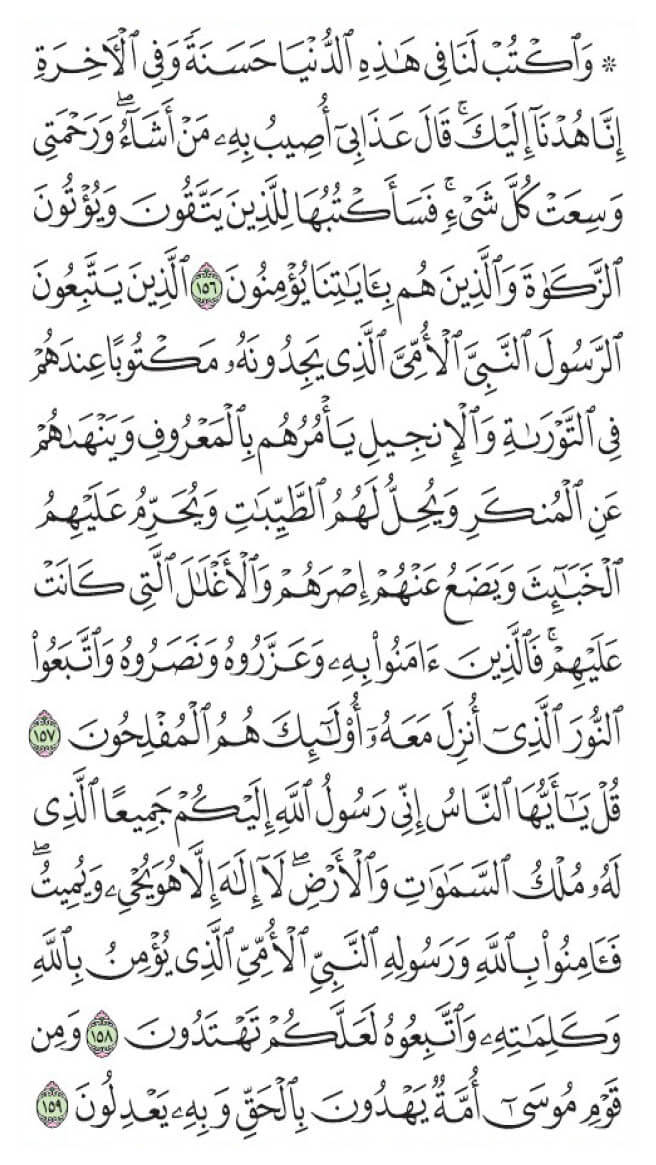 ۞ وَٱكۡتُبۡ لَنَا فِي هَٰذِهِ ٱلدُّنۡيَا حَسَنَةٗ وَفِي ٱلۡأٓخِرَةِ
إِنَّا هُدۡنَآ إِلَيۡكَۚ قَالَ عَذَابِيٓ أُصِيبُ بِهِۦ مَنۡ أَشَآءُۖ وَرَحۡمَتِي
وَسِعَتۡ كُلَّ شَيۡءٖۚ فَسَأَكۡتُبُهَا لِلَّذِينَ يَتَّقُونَ وَيُؤۡتُونَ
ٱلزَّكَوٰةَ وَٱلَّذِينَ هُم بِـَٔايَٰتِنَا يُؤۡمِنُونَ ١٥٦ ٱلَّذِينَ يَتَّبِعُونَ
ٱلرَّسُولَ ٱلنَّبِيَّ ٱلۡأُمِّيَّ ٱلَّذِي يَجِدُونَهُۥ مَكۡتُوبًا عِندَهُمۡ
فِي ٱلتَّوۡرَىٰةِ وَٱلۡإِنجِيلِ يَأۡمُرُهُم بِٱلۡمَعۡرُوفِ وَيَنۡهَىٰهُمۡ
عَنِ ٱلۡمُنكَرِ وَيُحِلُّ لَهُمُ ٱلطَّيِّبَٰتِ وَيُحَرِّمُ عَلَيۡهِمُ
ٱلۡخَبَٰٓئِثَ وَيَضَعُ عَنۡهُمۡ إِصۡرَهُمۡ وَٱلۡأَغۡلَٰلَ ٱلَّتِي كَانَتۡ
عَلَيۡهِمۡۚ فَٱلَّذِينَ ءَامَنُواْ بِهِۦ وَعَزَّرُوهُ وَنَصَرُوهُ وَٱتَّبَعُواْ
ٱلنُّورَ ٱلَّذِيٓ أُنزِلَ مَعَهُۥٓ أُوْلَٰٓئِكَ هُمُ ٱلۡمُفۡلِحُونَ ١٥٧
قُلۡ يَٰٓأَيُّهَا ٱلنَّاسُ إِنِّي رَسُولُ ٱللَّهِ إِلَيۡكُمۡ جَمِيعًا ٱلَّذِي
لَهُۥ مُلۡكُ ٱلسَّمَٰوَٰتِ وَٱلۡأَرۡضِۖ لَآ إِلَٰهَ إِلَّا هُوَ يُحۡيِۦ وَيُمِيتُۖ
فَـَٔامِنُواْ بِٱللَّهِ وَرَسُولِهِ ٱلنَّبِيِّ ٱلۡأُمِّيِّ ٱلَّذِي يُؤۡمِنُ بِٱللَّهِ
وَكَلِمَٰتِهِۦ وَٱتَّبِعُوهُ لَعَلَّكُمۡ تَهۡتَدُونَ ١٥٨ وَمِن
قَوۡمِ مُوسَىٰٓ أُمَّةٞ يَهۡدُونَ بِٱلۡحَقِّ وَبِهِۦ يَعۡدِلُونَ ١٥٩